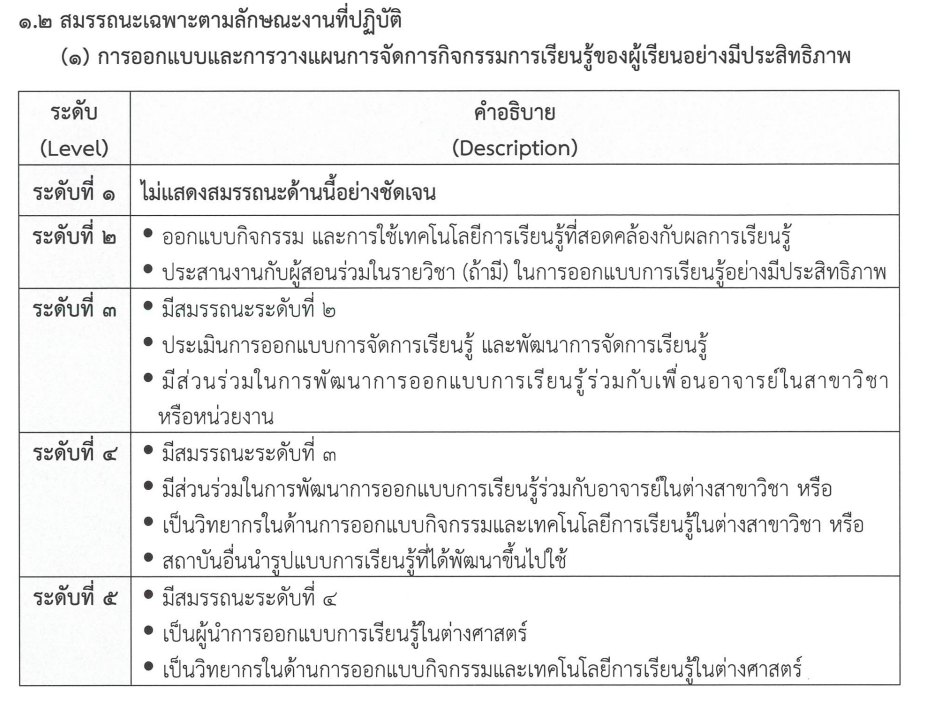 ๑.๒ สมรรถนะเฉพาะตามลักษณะงานที่ปฏิบัติ
(๑) การออกแบบและการวางแผนการจัดการกิจกรรมการเรียนรู้ของผู้เรียนอย่างมีประสิทธิภาพ
ระดับ
(Level)
คำอธิบาย
(Description)
ระดับที่ ๑
ไม่แสดงสมรรถนะด้านนี้อย่างชัดเจน
ระดับที่ ๒
• ออกแบบกิจกรรม และการใช้เทคโนโลยีการเรียนรู้ที่สอดคล้องกับผลการเรียนรู้
• ประสานงานกับผู้สอนร่วมในรายวิชา (ถ้ามี) ในการออกแบบการเรียนรู้อย่างมีประสิทธิภาพ
ระดับที่ ๓
• มีสมรรถนะระดับที่ ๒
• ประเมินการออกแบบการจัดการเรียนรู้ และพัฒนาการจัดการเรียนรู้
• มีส่วนร่วมในการพัฒนาการออกแบบการเรียนรู้ร่วมกับเพื่อนอาจารย์ในสาขาวิชา
หรือหน่วยงาน
ระดับที่ ๔
• มีสมรรถนะระดับที่ ๓
• มีส่วนร่วมในการพัฒนาการออกแบบการเรียนรู้ร่วมกับอาจารย์ในต่างสาขาวิชา หรือ
• เป็นวิทยากรในด้านการออกแบบกิจกรรมและเทคโนโลยีการเรียนรู้ในต่างสาขาวิชา หรือ
• สถาบันอื่นนำรูปแบบการเรียนรู้ที่ได้พัฒนาขึ้นไปใช้
ระดับที่ ๕
• มีสมรรถนะระดับที่ ๔
• เป็นผู้นำการออกแบบการเรียนรู้ในต่างศาสตร์
• เป็นวิทยากรในด้านการออกแบบกิจกรรมและเทคโนโลยีการเรียนรู้ในต่างศาสตร์